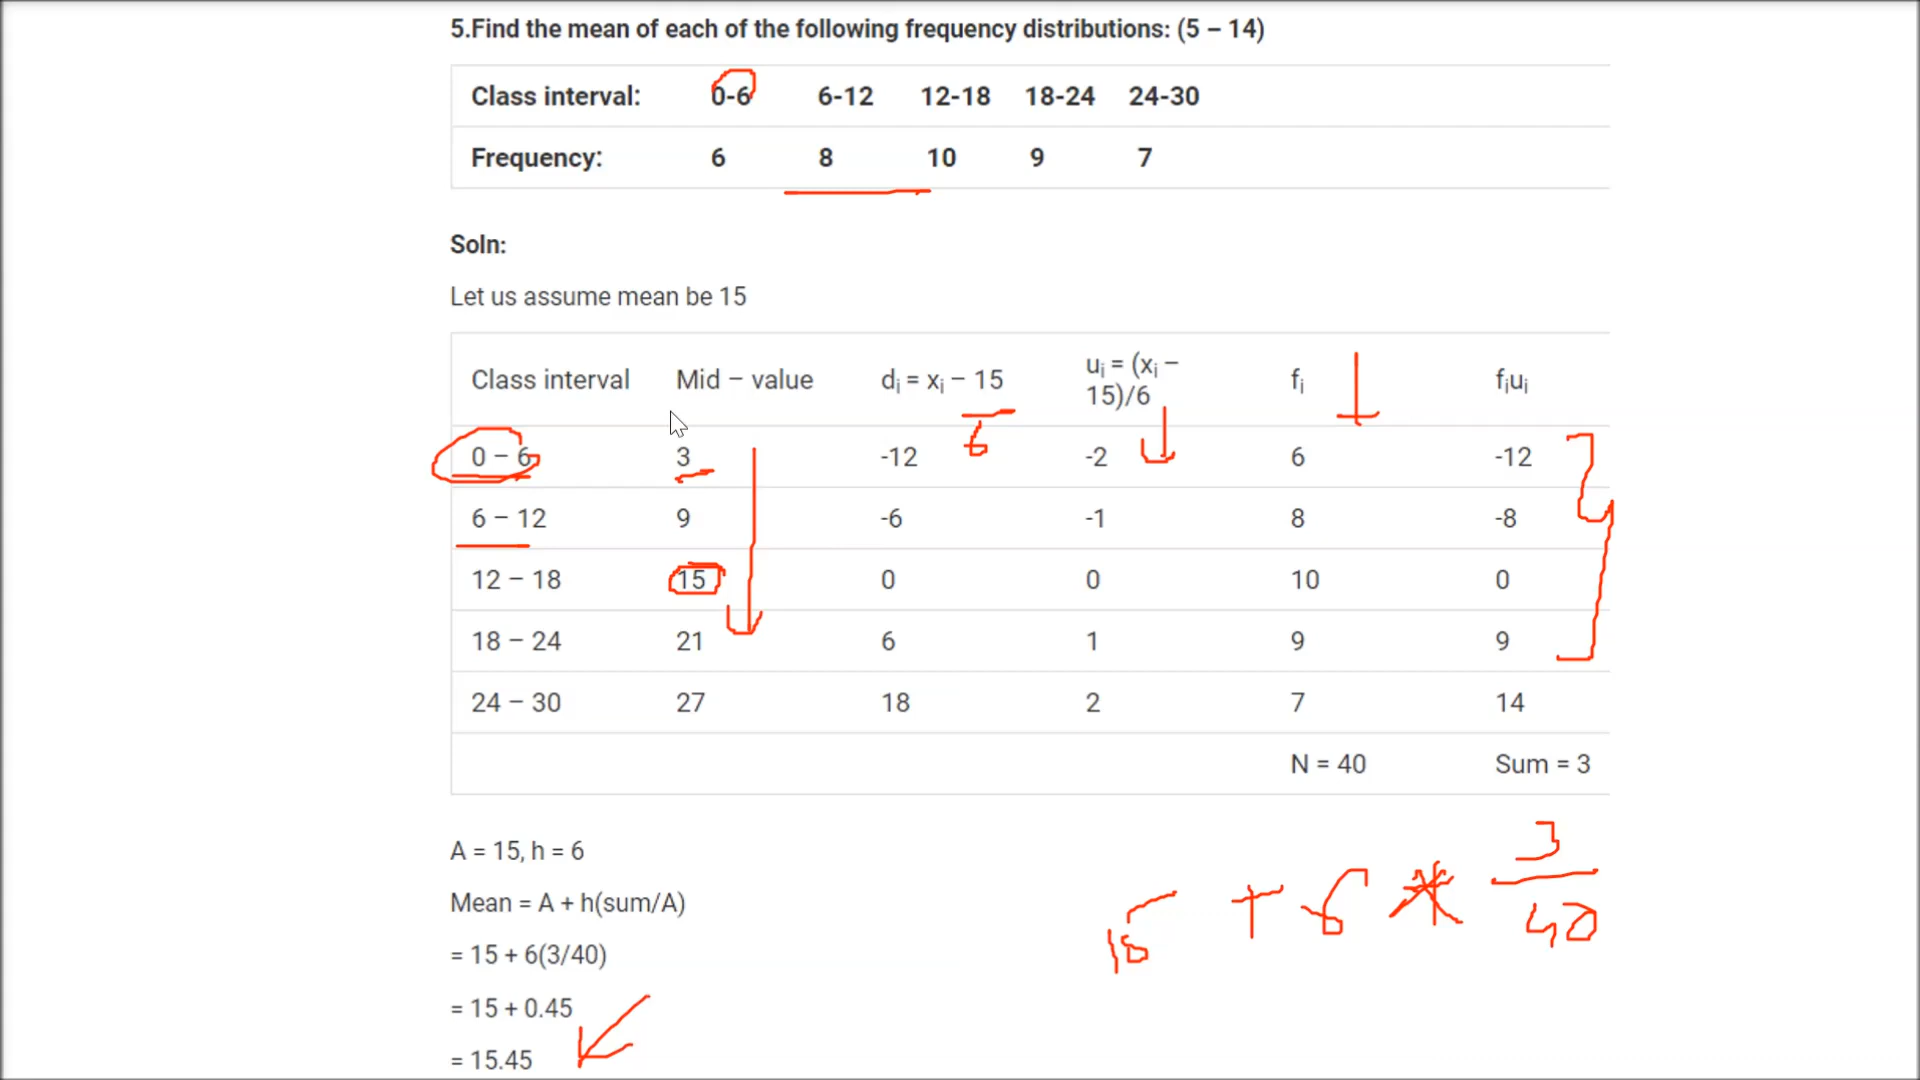 5.Find the mean of each of the following frequency distributions: (5 – 14)
Class interval: 0-6 6-12 12-18 18-24 24-30
Frequency: 6 8 10 9 7
Soln:
Let us assume mean be 15
Class interval Mid – value dᵢ = xᵢ – 15 uᵢ = (xᵢ – 15)/6 fᵢ fᵢuᵢ
6
0 – 6 3 -12 -2 6 -12
6 – 12 9 -6 -1 8 -8
12 – 18 15 0 0 10 0
18 – 24 21 6 1 9 9
24 – 30 27 18 2 7 14
N = 40 Sum = 3
A = 15, h = 6
Mean = A + h(sum/A)
= 15 + 6(3/40)
= 15 + 0.45
= 15.45
15 + 6 * 3/40